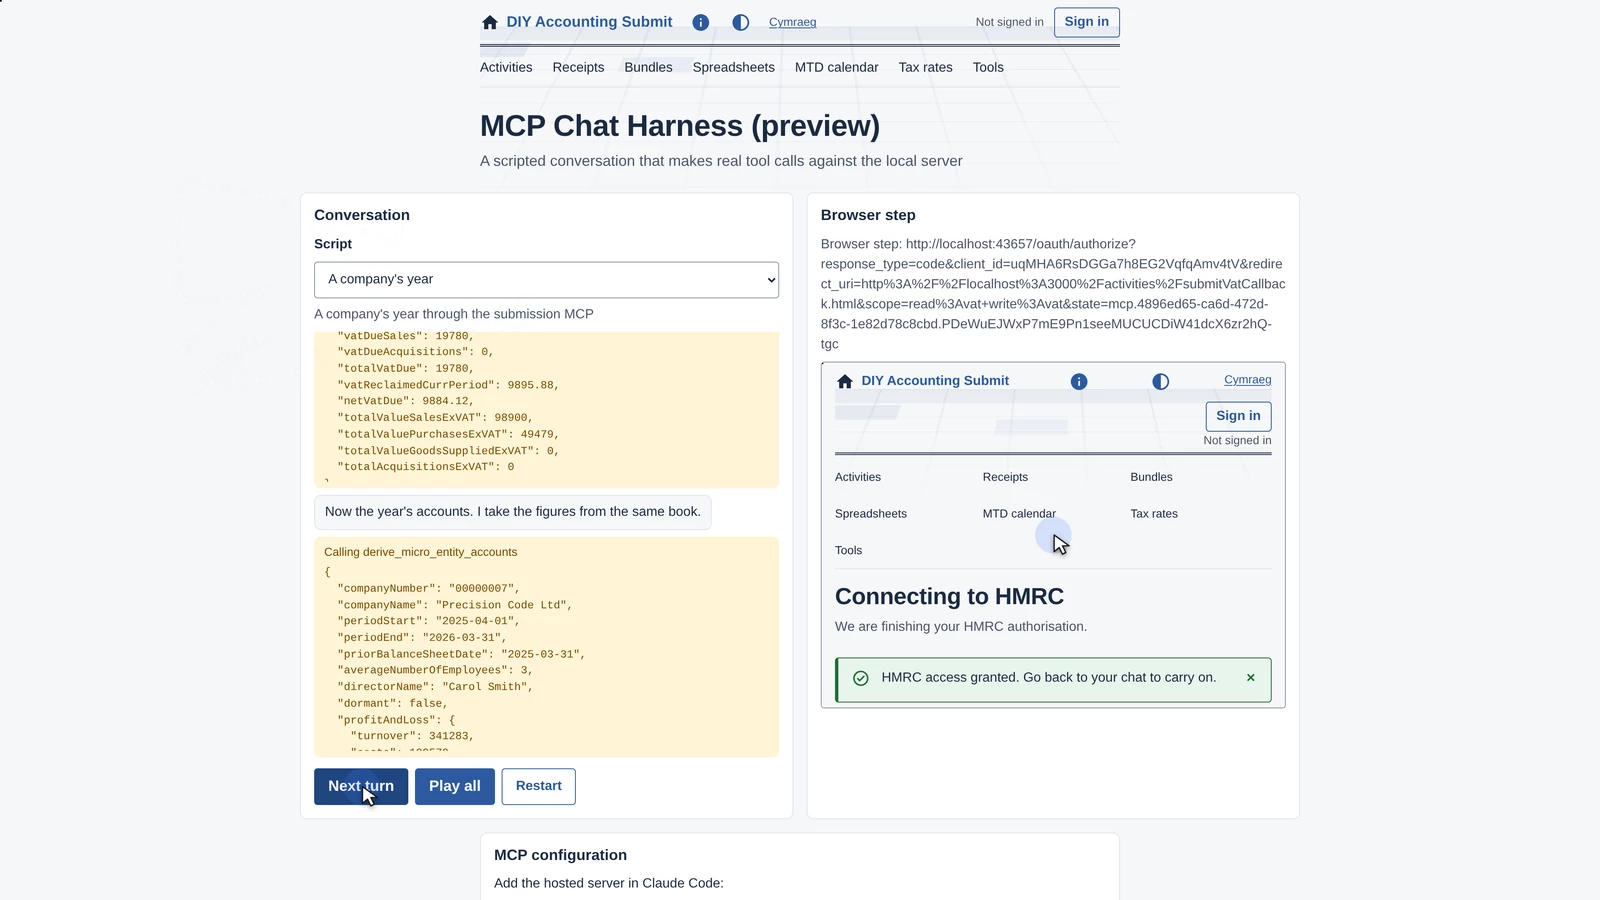 DIY Accounting Submit
Cymraeg
Not signed in
Sign in
Activities
Receipts
Bundles
Spreadsheets
MTD calendar
Tax rates
Tools
MCP Chat Harness (preview)
A scripted conversation that makes real tool calls against the local server
Conversation
Script
A company's year
A company's year through the submission MCP
"vatDueSales": 19780,
"vatDueAcquisitions": 0,
"totalVatDue": 19780,
"vatReclaimedCurrPeriod": 9895.88,
"netVatDue": 9884.12,
"totalValueSalesExVAT": 98900,
"totalValuePurchasesExVAT": 49479,
"totalValueGoodsSuppliedExVAT": 0,
"totalAcquisitionsExVAT": 0
Now the year's accounts. I take the figures from the same book.
Calling derive_micro_entity_accounts
{
"companyNumber": "00000007",
"companyName": "Precision Code Ltd",
"periodStart": "2025-04-01",
"periodEnd": "2026-03-31",
"priorBalanceSheetDate": "2025-03-31",
"averageNumberOfEmployees": 3,
"directorName": "Carol Smith",
"dormant": false,
"profitAndLoss": {
"turnover": 341283,
Next turn
Play all
Restart
Browser step
Browser step: http://localhost:43657/oauth/authorize?
response_type=code&client_id=uqMHA6RsDGGa7h8EG2VqfqAmv4tV&redire
ct_uri=http%3A%2F%2Flocalhost%3A3000%2Factivities%2FsubmitVatCallbac
k.html&scope=read%3Avat+write%3Avat&state=mcp.4896ed65-ca6d-472d-
8f3c-1e82d78c8cbd.PDeWuEJWxP7mE9Pn1seeMUCUCDiW41dcX6zr2hQ-
tgc
DIY Accounting Submit
Cymraeg
Sign in
Not signed in
Activities
Receipts
Bundles
Spreadsheets
MTD calendar
Tax rates
Tools
Connecting to HMRC
We are finishing your HMRC authorisation.
HMRC access granted. Go back to your chat to carry on.
MCP configuration
Add the hosted server in Claude Code: